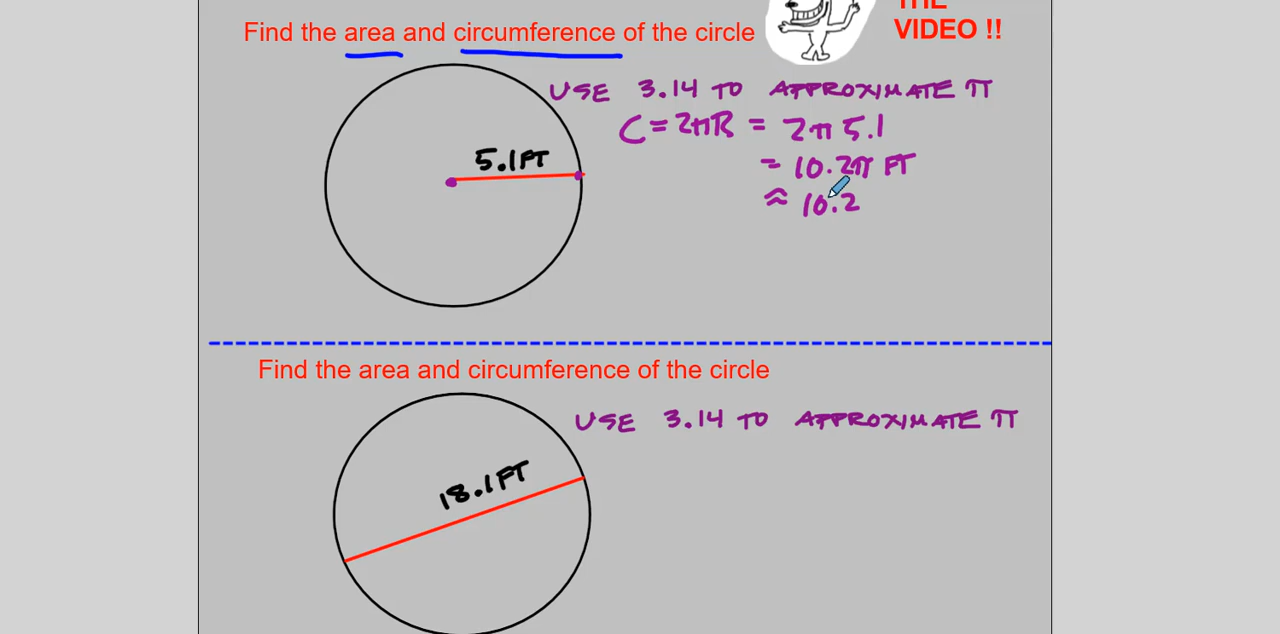 THE
Find the area and circumference of the circle
VIDEO !!
USE 3.14 TO APPROXIMATE π
C = 2πR = 2π 5.1
= 10.2π FT
≈ 10.2
5.1FT
Find the area and circumference of the circle
USE 3.14 TO APPROXIMATE π
18.1FT